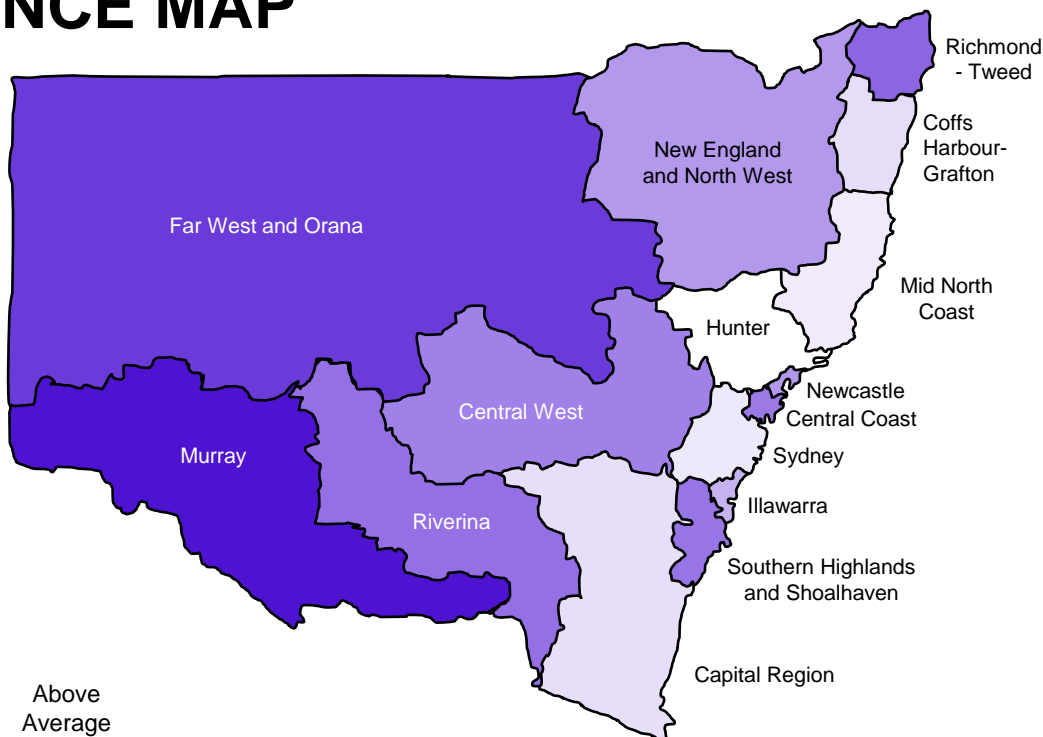 NCE MAP
Richmond
- Tweed
Coffs
Harbour-
Grafton
New England
and North West
Far West and Orana
Mid North
Coast
Hunter
Newcastle
Central Coast
Central West
Sydney
Murray
Illawarra
Riverina
Southern Highlands
and Shoalhaven
Capital Region
Above
Average